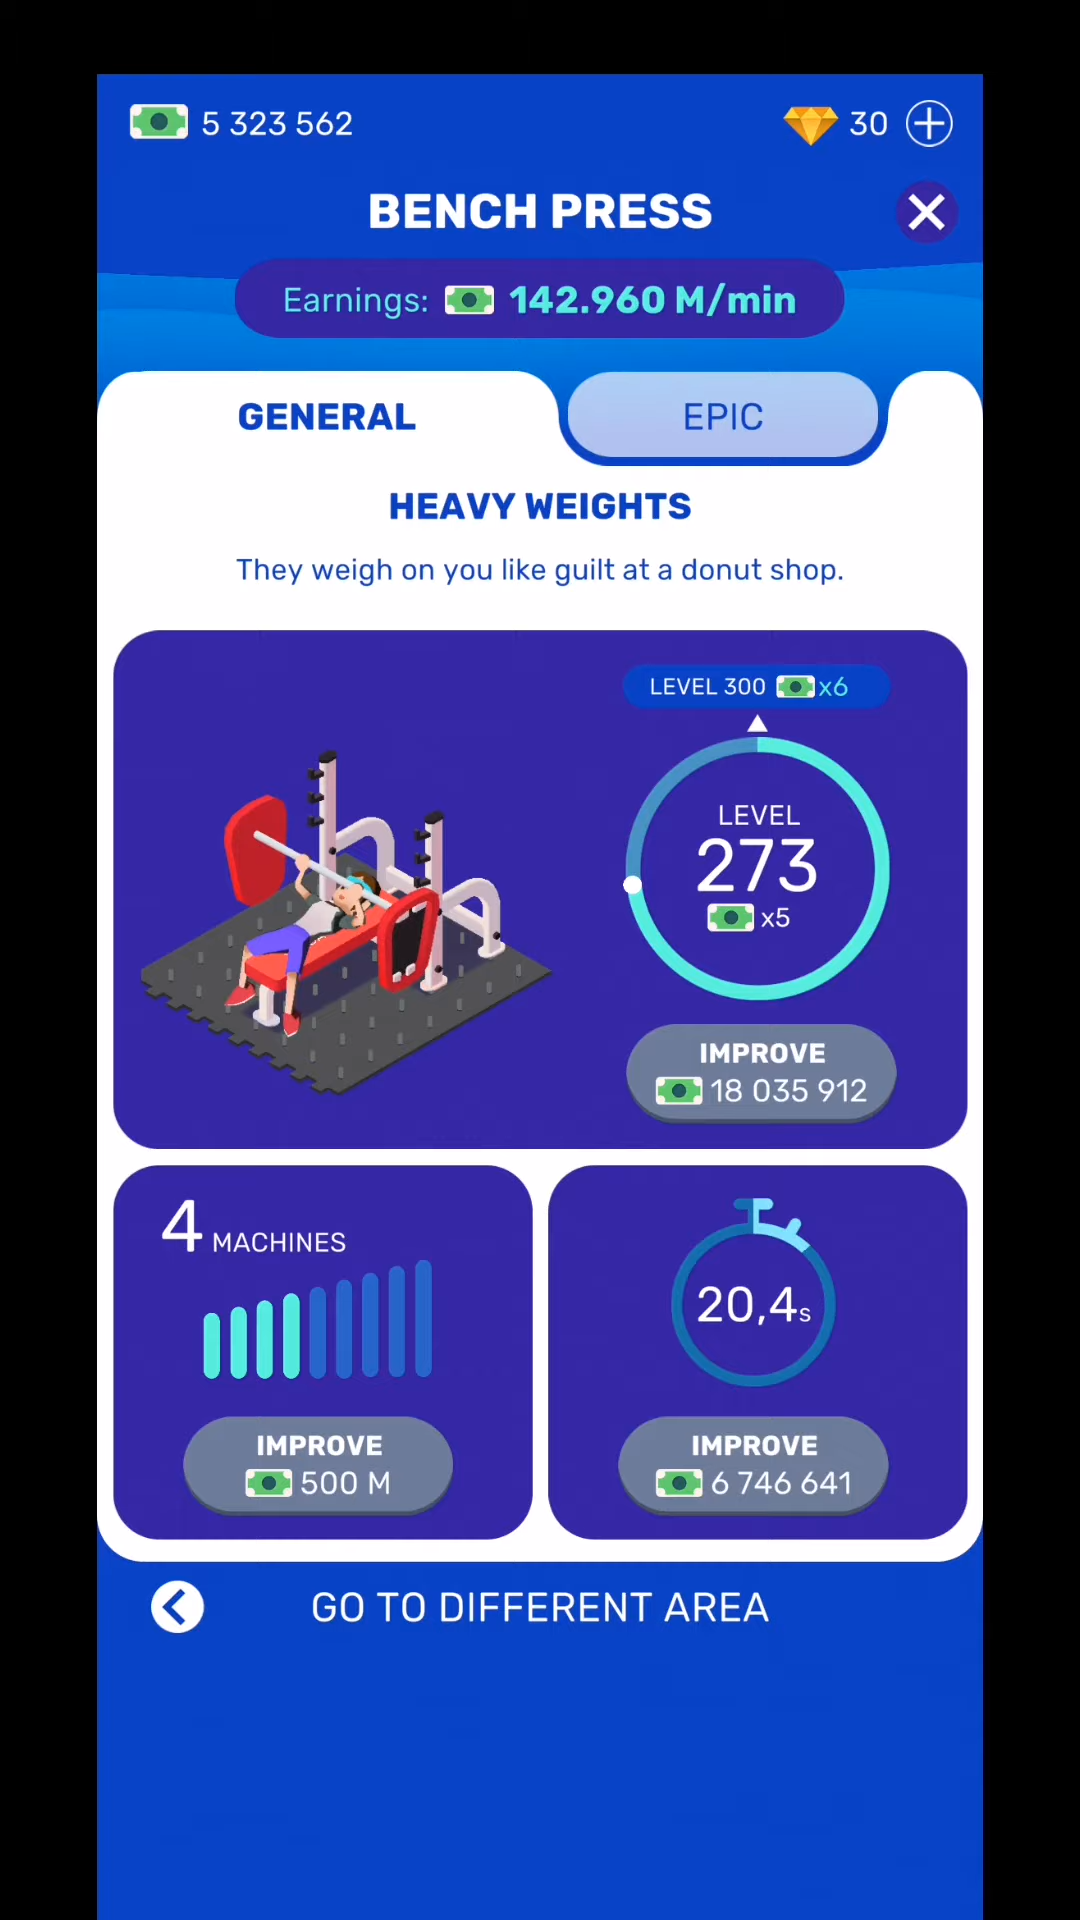 5 323 562
30
BENCH PRESS
Earnings: 142.960 M/min
GENERAL
EPIC
HEAVY WEIGHTS
They weigh on you like guilt at a donut shop.
LEVEL 300 x6
LEVEL
273
x5
IMPROVE
18 035 912
4 MACHINES
IMPROVE
500 M
20,4s
IMPROVE
6 746 641
GO TO DIFFERENT AREA